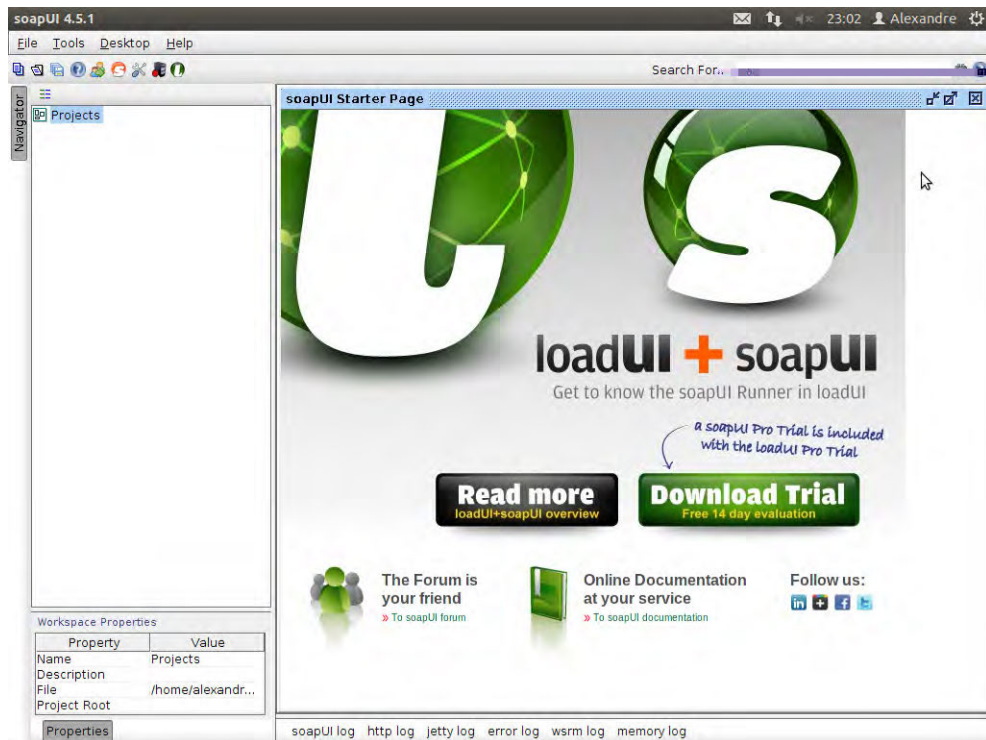 soapUI 4.5.1
23:02 Alexandre
File Tools Desktop Help
Search For..
Navigator
Projects
soapUI Starter Page
loadUI + soapUI
Get to know the soapUI Runner in loadUI
a soapUI Pro Trial is included
with the loadUI Pro Trial
Read more
loadUI+soapUI overview
Download Trial
Free 14 day evaluation
The Forum is
your friend
» To soapUI forum
Online Documentation
at your service
» To soapUI documentation
Follow us:
Workspace Properties
Property Value
Name Projects
Description
File /home/alexandr...
Project Root
Properties
soapUI log http log jetty log error log wsrm log memory log